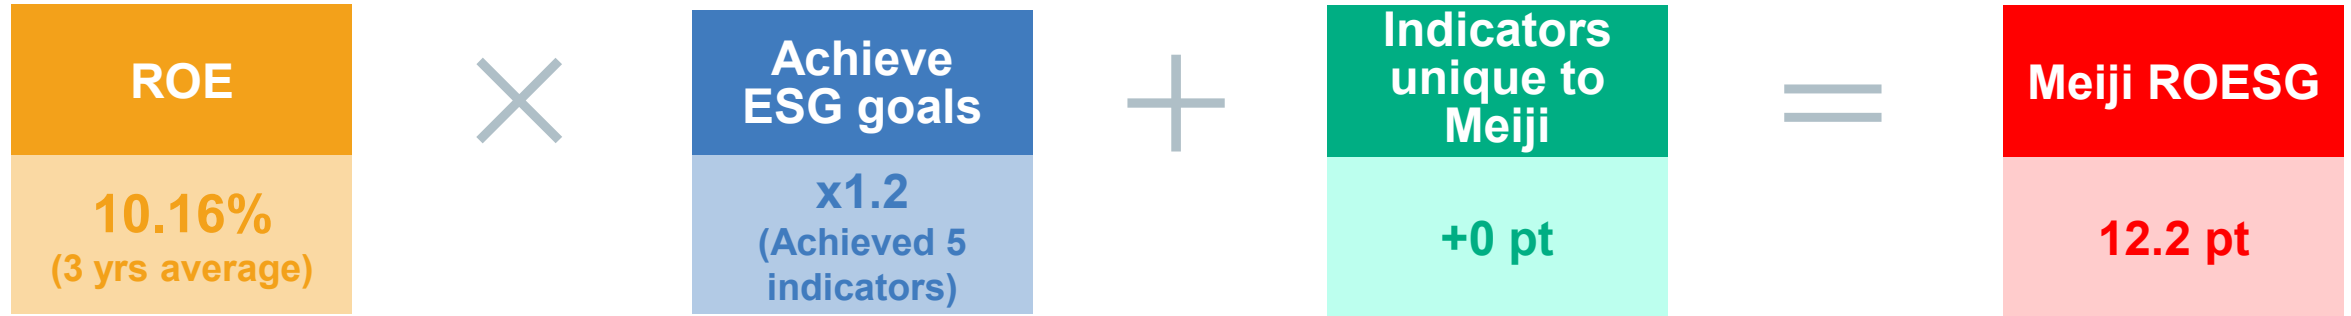 ROE
10.16%
(3 yrs average)
×
Achieve
ESG goals
x1.2
(Achieved 5
indicators)
+
Indicators
unique to
Meiji
+0 pt
=
Meiji ROESG
12.2 pt